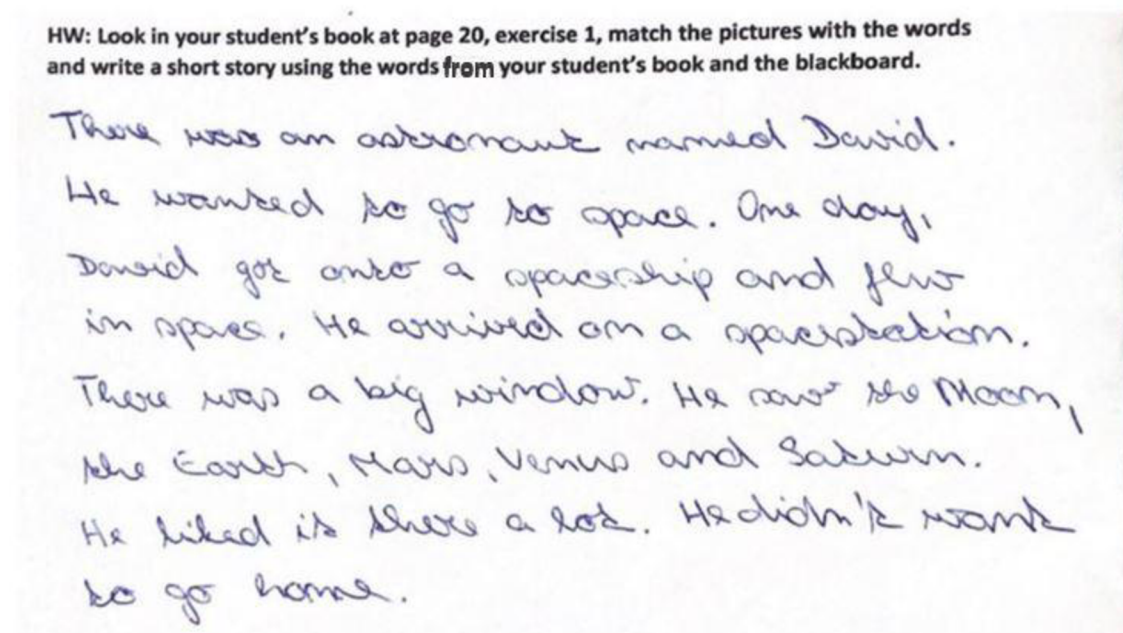 HW: Look in your student's book at page 20, exercise 1, match the pictures with the words
and write a short story using the words from your student's book and the blackboard.
There was an astronaut named David.
He wanted to go to space. One day,
David got onto a spaceship and flew
in space. He arrived on a spacestation.
There was a big window. He saw the Moon,
the Earth, Mars, Venus and Saturn.
He liked it there a lot. He didn't want
to go home.